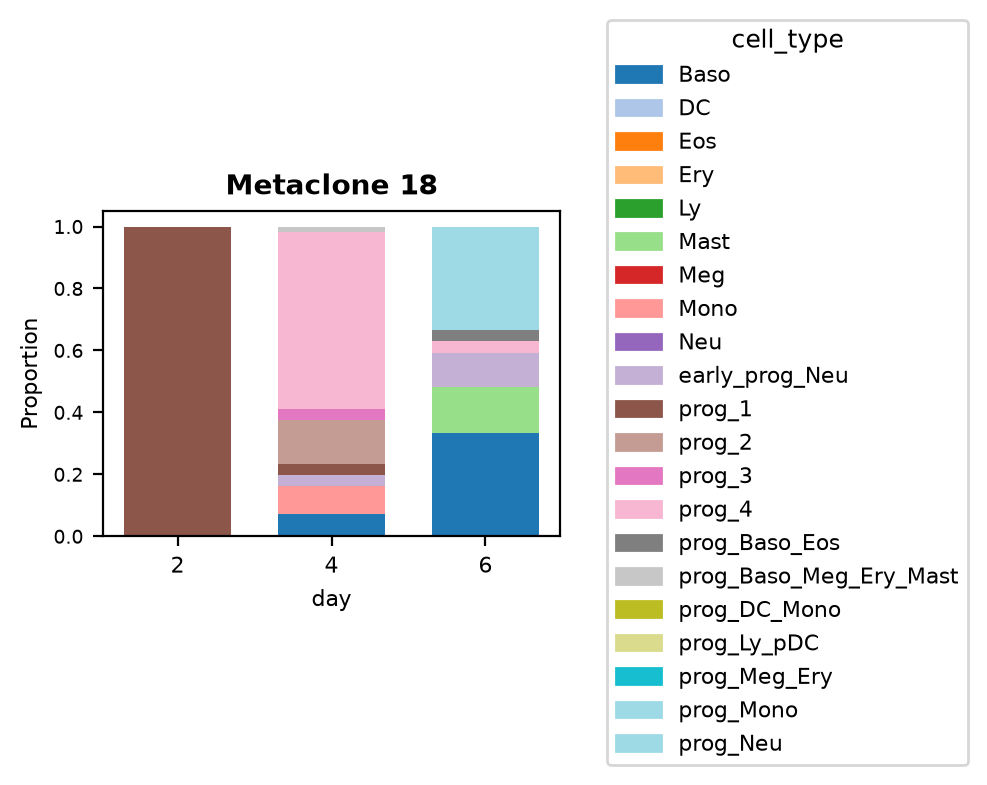 Metaclone 18
1.0
0.8
0.6
0.4
0.2
0.0
Proportion
2 4 6
day
cell_type
Baso
DC
Eos
Ery
Ly
Mast
Meg
Mono
Neu
early_prog_Neu
prog_1
prog_2
prog_3
prog_4
prog_Baso_Eos
prog_Baso_Meg_Ery_Mast
prog_DC_Mono
prog_Ly_pDC
prog_Meg_Ery
prog_Mono
prog_Neu